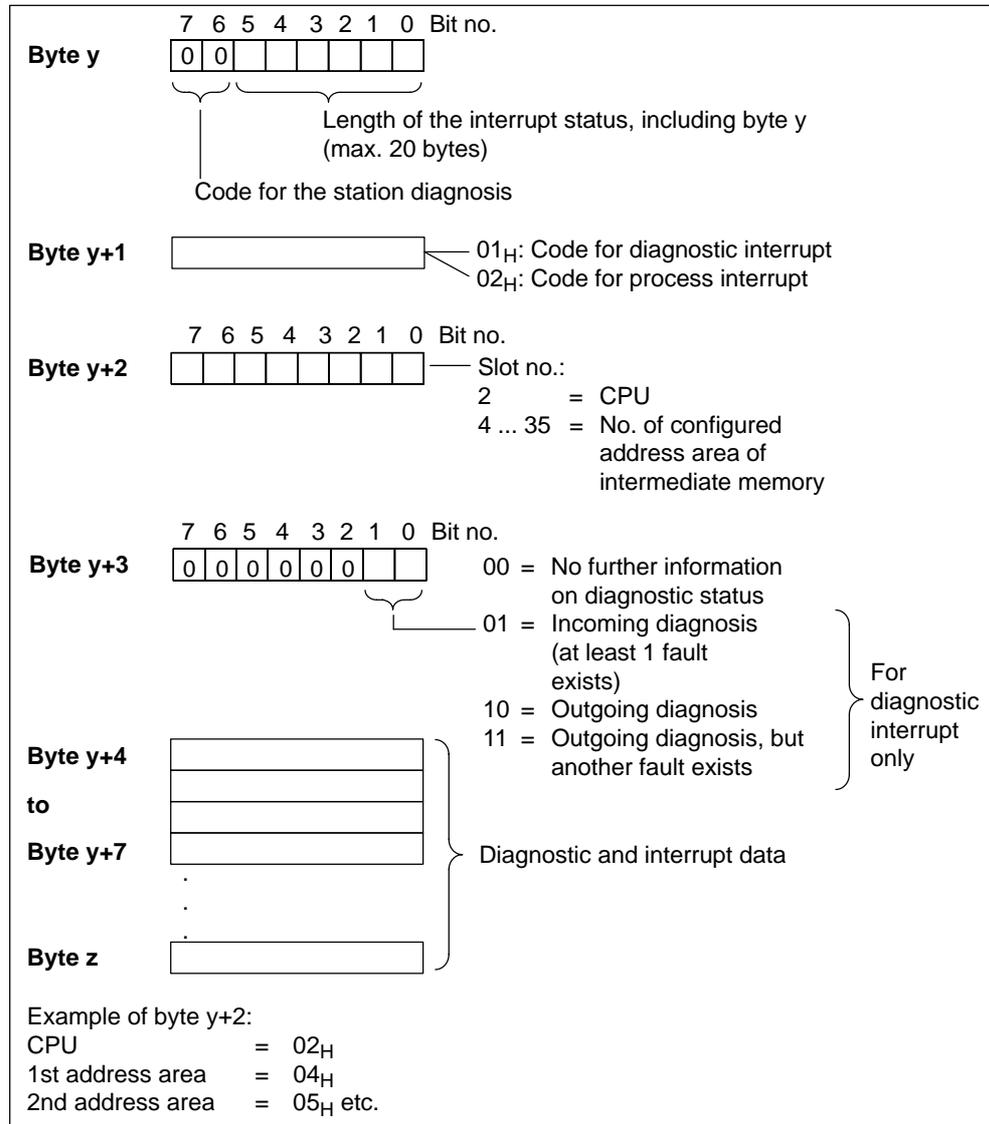 7 6 5 4 3 2 1 0 Bit no.
Byte y
0 0
Length of the interrupt status, including byte y
(max. 20 bytes)
Code for the station diagnosis
Byte y+1
01H: Code for diagnostic interrupt
02H: Code for process interrupt
7 6 5 4 3 2 1 0 Bit no.
Byte y+2
Slot no.:
2 = CPU
4 ... 35 = No. of configured
address area of
intermediate memory
7 6 5 4 3 2 1 0 Bit no.
Byte y+3
0 0 0 0 0 0
00 = No further information
on diagnostic status
01 = Incoming diagnosis
(at least 1 fault
exists)
10 = Outgoing diagnosis
11 = Outgoing diagnosis, but
another fault exists
For
diagnostic
interrupt
only
Byte y+4
to
Byte y+7
Diagnostic and interrupt data
.
.
.
Byte z
Example of byte y+2:
CPU = 02H
1st address area = 04H
2nd address area = 05H etc.